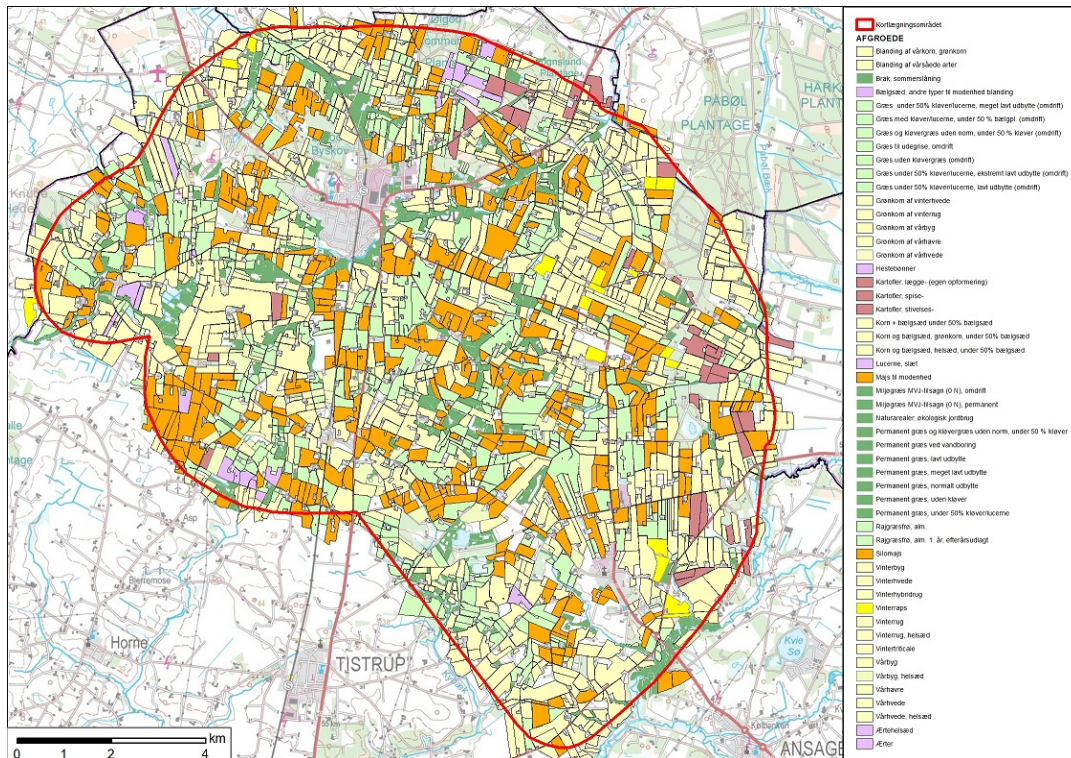 Kortlægningsområdet
AFGROEDE
Blanding af vårkorn, grønkorn
Blanding af vårsåede arter
Brak, sommerslåning
Bælgsæd, andre typer til modenhed blanding
Græs under 50% kløver/lucerne, meget lavt udbytte (omdrift)
Græs med kløver/lucerne, under 50 % bælgpl. (omdrift)
Græs og kløvergræs uden norm, under 50 % kløver (omdrift)
Græs til udegrise, omdrift
Græs uden kløvergræs (omdrift)
Græs under 50% kløver/lucerne, ekstremt lavt udbytte (omdrift)
Græs under 50% kløver/lucerne, lavt udbytte (omdrift)
Grønkorn af vinterhvede
Grønkorn af vinterrug
Grønkorn af vårbyg
Grønkorn af vårhavre
Grønkorn af vårhvede
Hestebønner
Kartofler, lægge- (egen opformering)
Kartofler, spise-
Kartofler, stivelses-
Korn + bælgsæd under 50% bælgsæd
Korn og bælgsæd, grønkorn, under 50% bælgsæd
Korn og bælgsæd, helsæd, under 50% bælgsæd
Lucerne, slæt
Majs til modenhed
Miljøgræs MVJ-tilsagn (0 N), omdrift
Miljøgræs MVJ-tilsagn (0 N), permanent
Naturarealer, økologisk jordbrug
Permanent græs og kløvergræs uden norm, under 50 % kløver
Permanent græs ved vandboring
Permanent græs, lavt udbytte
Permanent græs, meget lavt udbytte
Permanent græs, normalt udbytte
Permanent græs, uden kløver
Permanent græs, under 50% kløver/lucerne
Rajgræsfrø, alm.
Rajgræsfrø, alm. 1. år, efterårsudlagt
Silomajs
Vinterbyg
Vinterhvede
Vinterhybridrug
Vinterraps
Vinterrug
Vinterrug, helsæd
Vintertriticale
Vårbyg
Vårbyg, helsæd
Vårhavre
Vårhvede
Vårhvede, helsæd
Ærtehelsæd
Ærter
Ølgod
PABØL
PLANTAGE
HARK
PLANT
Pabøl Bæk
Byskov
Asp
Bjerremose
Horne
TISTRUP
Kvie
Sø
ANSAGE
km
0 1 2 4